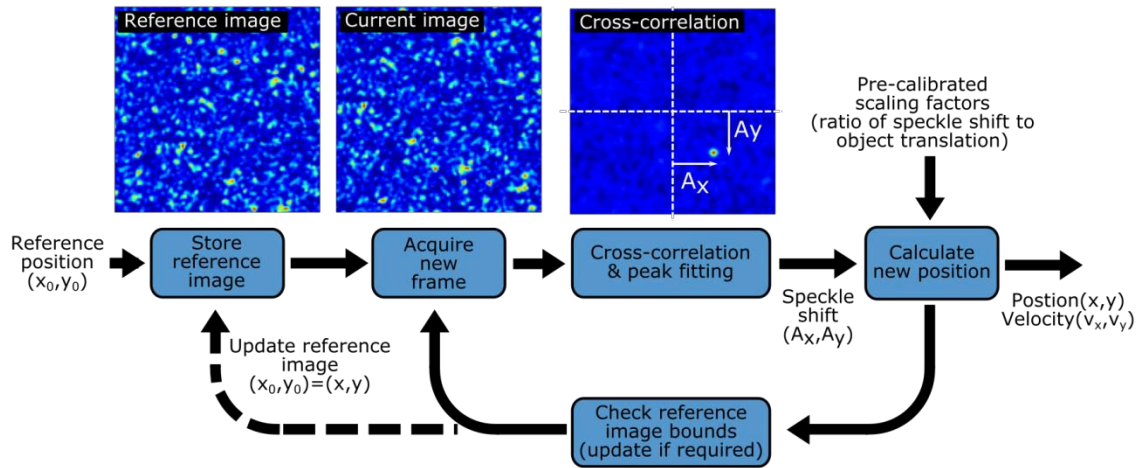 Reference image
Current image
Cross-correlation
Ay
Ax
Pre-calibrated
scaling factors
(ratio of speckle shift to
object translation)
Reference
position
(x₀,y₀)
Store
reference
image
Acquire
new
frame
Cross-correlation
& peak fitting
Speckle
shift
(Aₓ,Ay)
Calculate
new position
Postion(x,y)
Velocity(vₓ,vy)
Update reference
image
(x₀,y₀)=(x,y)
Check reference
image bounds
(update if required)